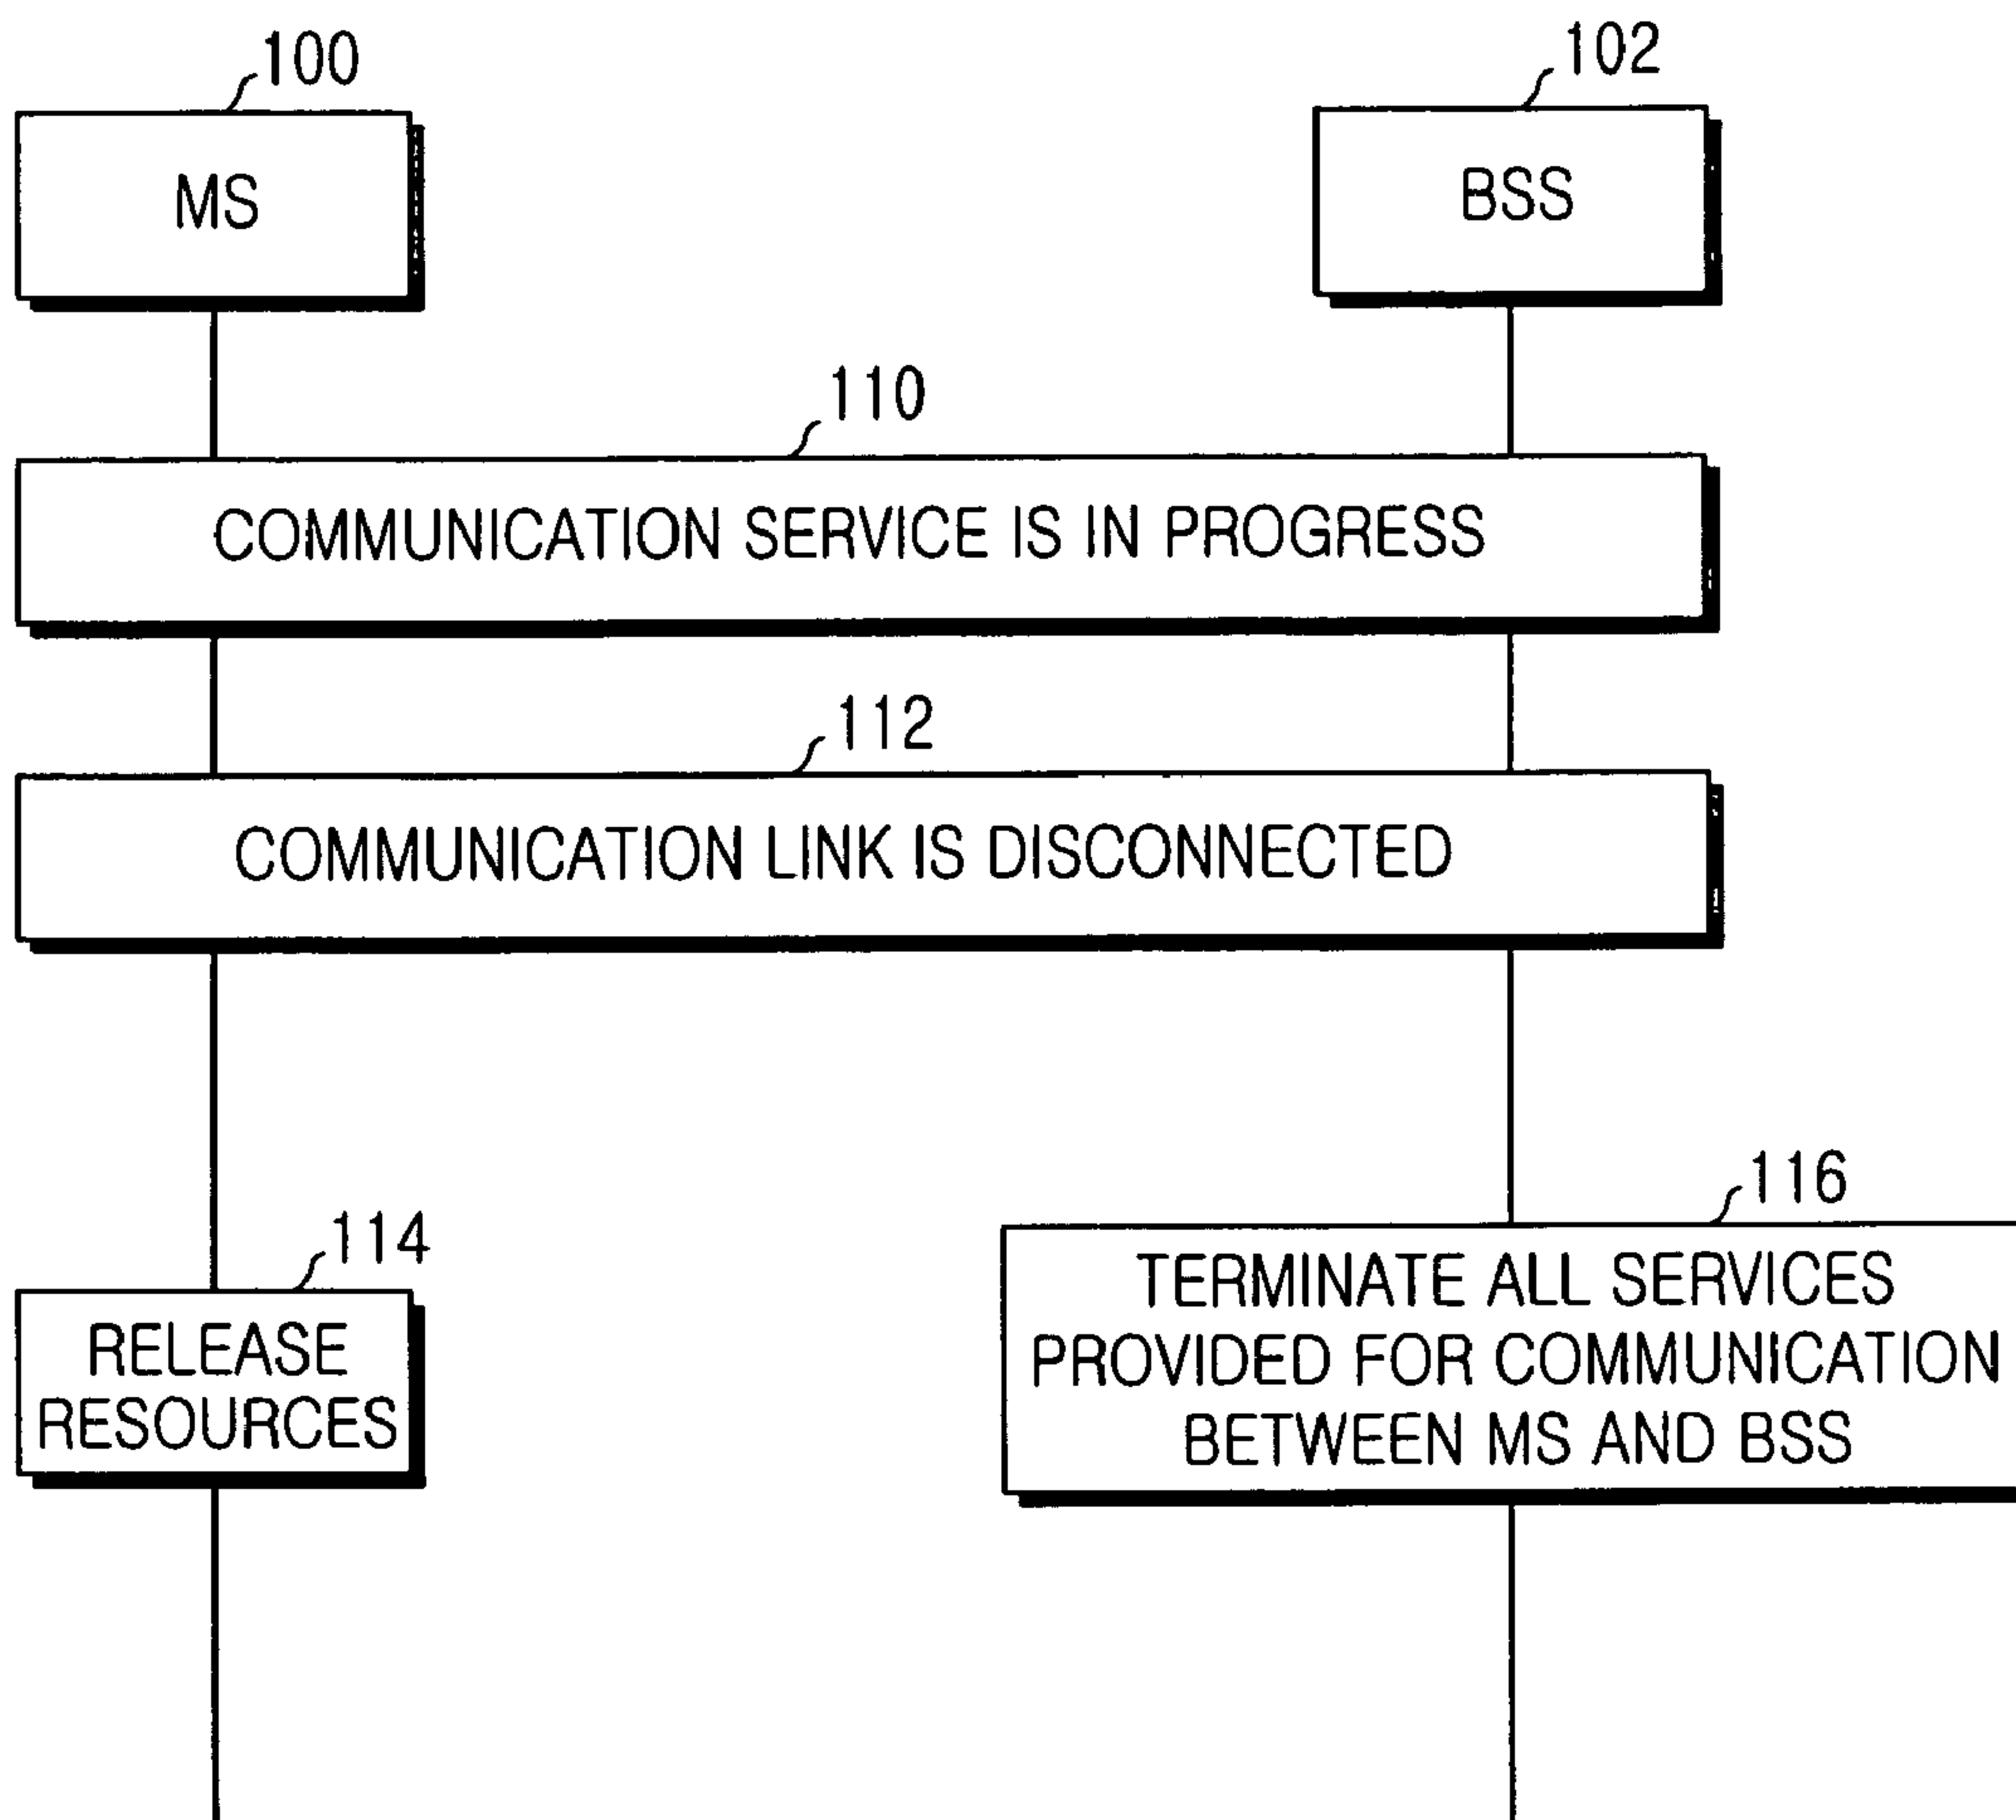 100
102
MS
BSS
110
COMMUNICATION SERVICE IS IN PROGRESS
112
COMMUNICATION LINK IS DISCONNECTED
114
RELEASE
RESOURCES
116
TERMINATE ALL SERVICES
PROVIDED FOR COMMUNICATION
BETWEEN MS AND BSS